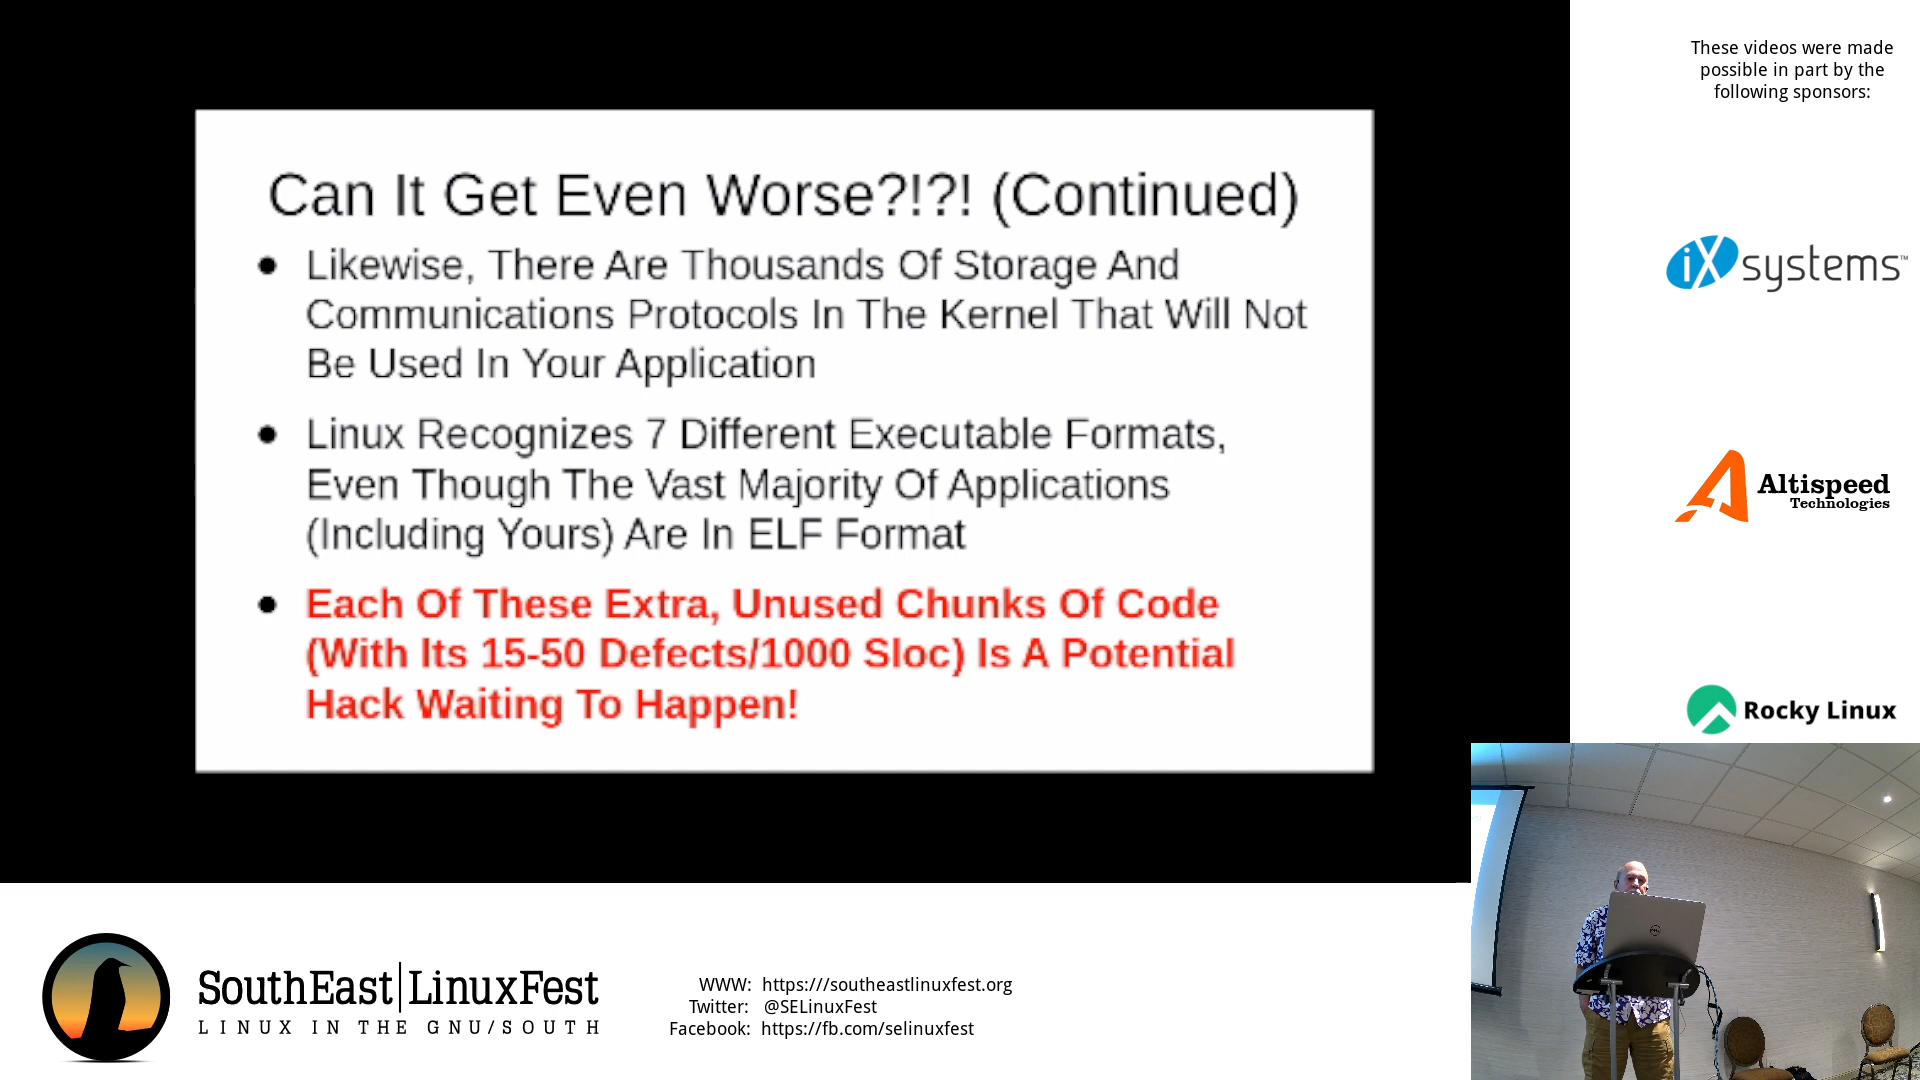 Can It Get Even Worse?!?! (Continued)
Likewise, There Are Thousands Of Storage And
Communications Protocols In The Kernel That Will Not
Be Used In Your Application
Linux Recognizes 7 Different Executable Formats,
Even Though The Vast Majority Of Applications
(Including Yours) Are In ELF Format
Each Of These Extra, Unused Chunks Of Code
(With Its 15-50 Defects/1000 Sloc) Is A Potential
Hack Waiting To Happen!
These videos were made
possible in part by the
following sponsors:
iXsystems™
Altispeed
Technologies
Rocky Linux
SouthEast|LinuxFest
LINUX IN THE GNU/SOUTH
WWW: https:///southeastlinuxfest.org
Twitter: @SELinuxFest
Facebook: https://fb.com/selinuxfest
DELL